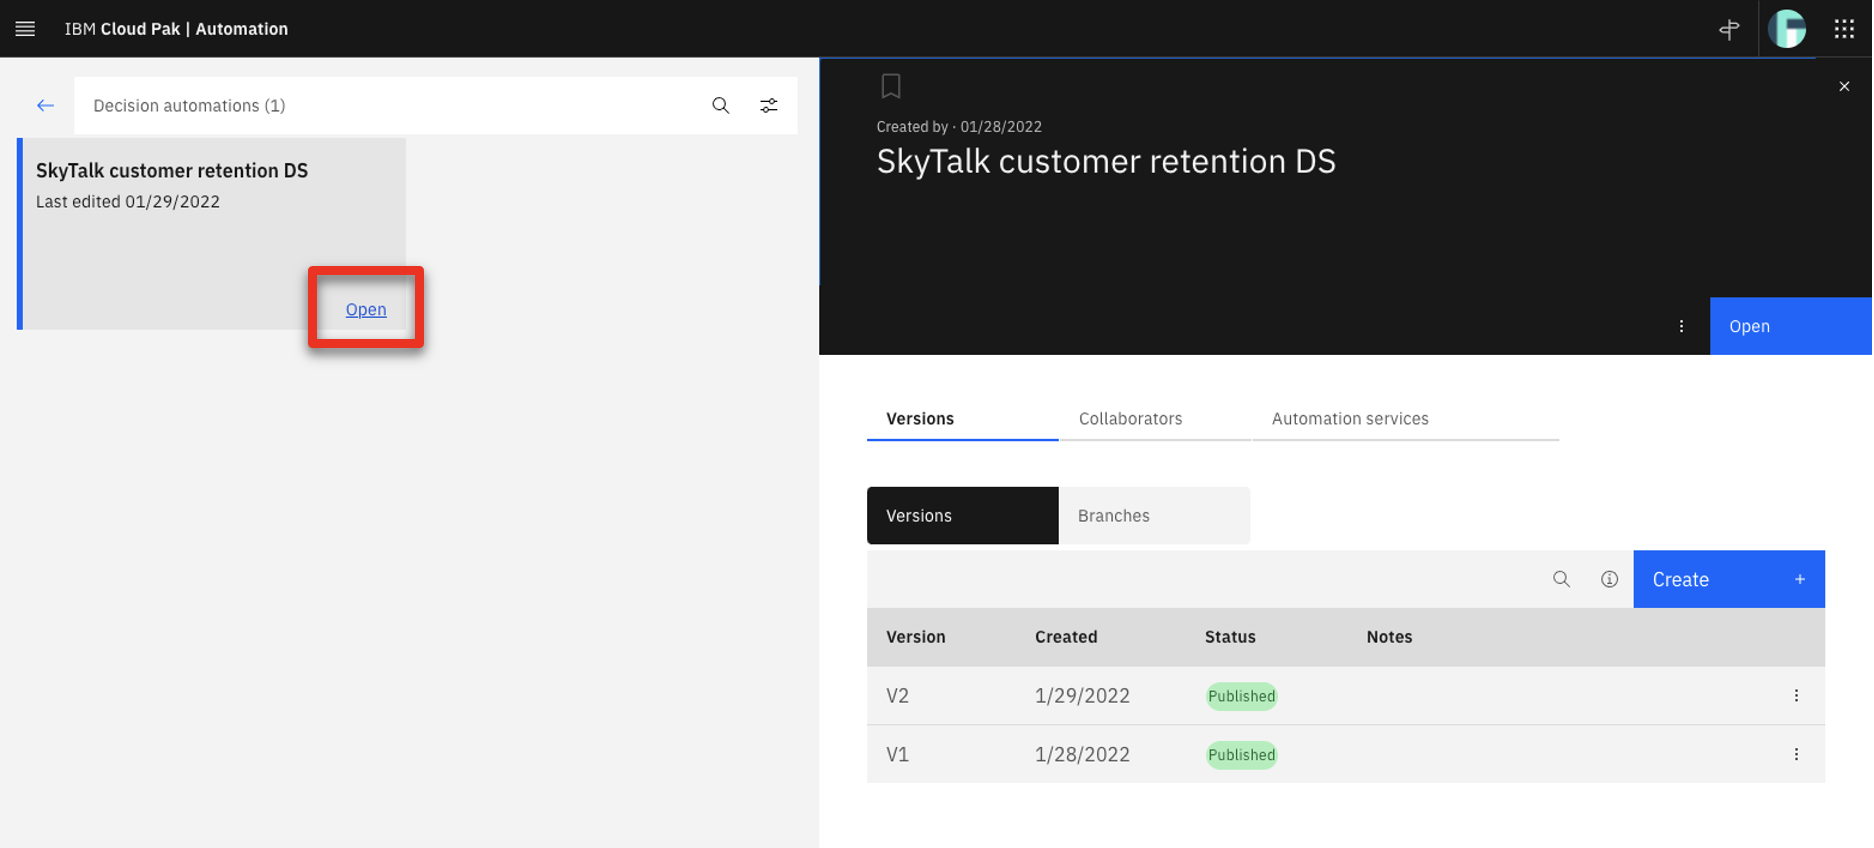 IBM Cloud Pak | Automation
Decision automations (1)
SkyTalk customer retention DS
Last edited 01/29/2022
Open
Created by · 01/28/2022
SkyTalk customer retention DS
Open
Versions Collaborators Automation services
Versions Branches
Create +
Version Created Status Notes
V2 1/29/2022 Published
V1 1/28/2022 Published